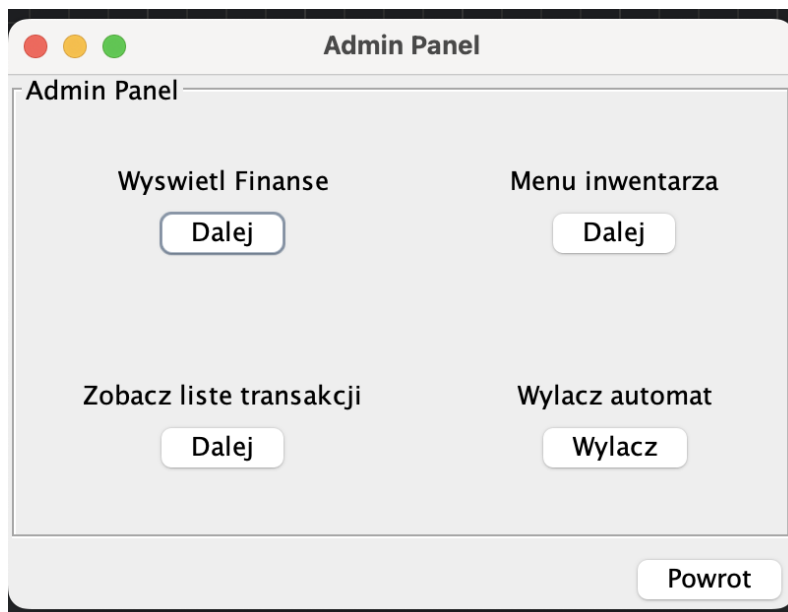 Admin Panel
Admin Panel
Wyswietl Finanse
Dalej
Menu inwentarza
Dalej
Zobacz liste transakcji
Dalej
Wylacz automat
Wylacz
Powrot